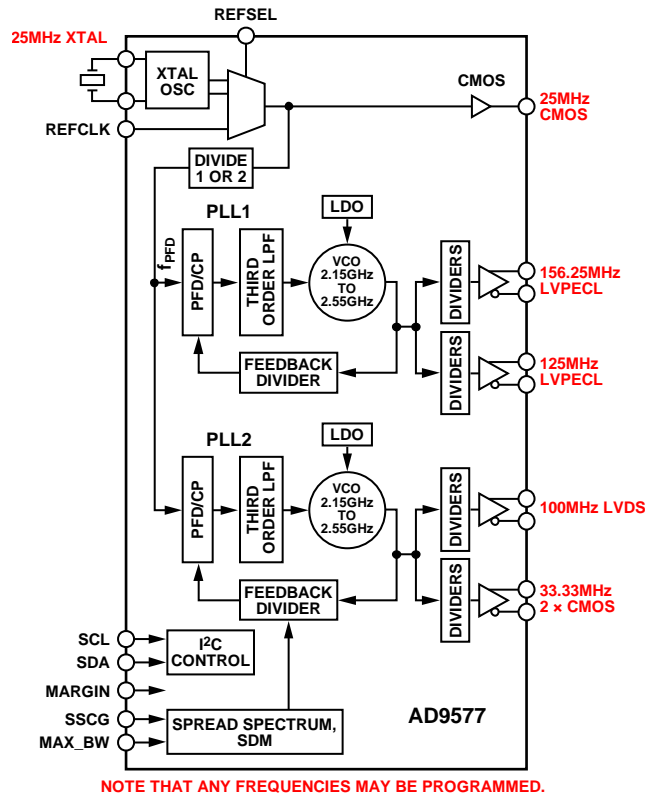 REFSEL
25MHz XTAL
XTAL
OSC
CMOS
25MHz
CMOS
REFCLK
DIVIDE
1 OR 2
PLL1
LDO
fPFD
PFD/CP
THIRD
ORDER LPF
VCO
2.15GHz
TO
2.55GHz
DIVIDERS
156.25MHz
LVPECL
FEEDBACK
DIVIDER
DIVIDERS
125MHz
LVPECL
PLL2
LDO
PFD/CP
THIRD
ORDER LPF
VCO
2.15GHz
TO
2.55GHz
DIVIDERS
100MHz LVDS
FEEDBACK
DIVIDER
DIVIDERS
33.33MHz
2 × CMOS
SCL
SDA
I²C
CONTROL
MARGIN
SSCG
MAX_BW
SPREAD SPECTRUM,
SDM
AD9577
NOTE THAT ANY FREQUENCIES MAY BE PROGRAMMED.